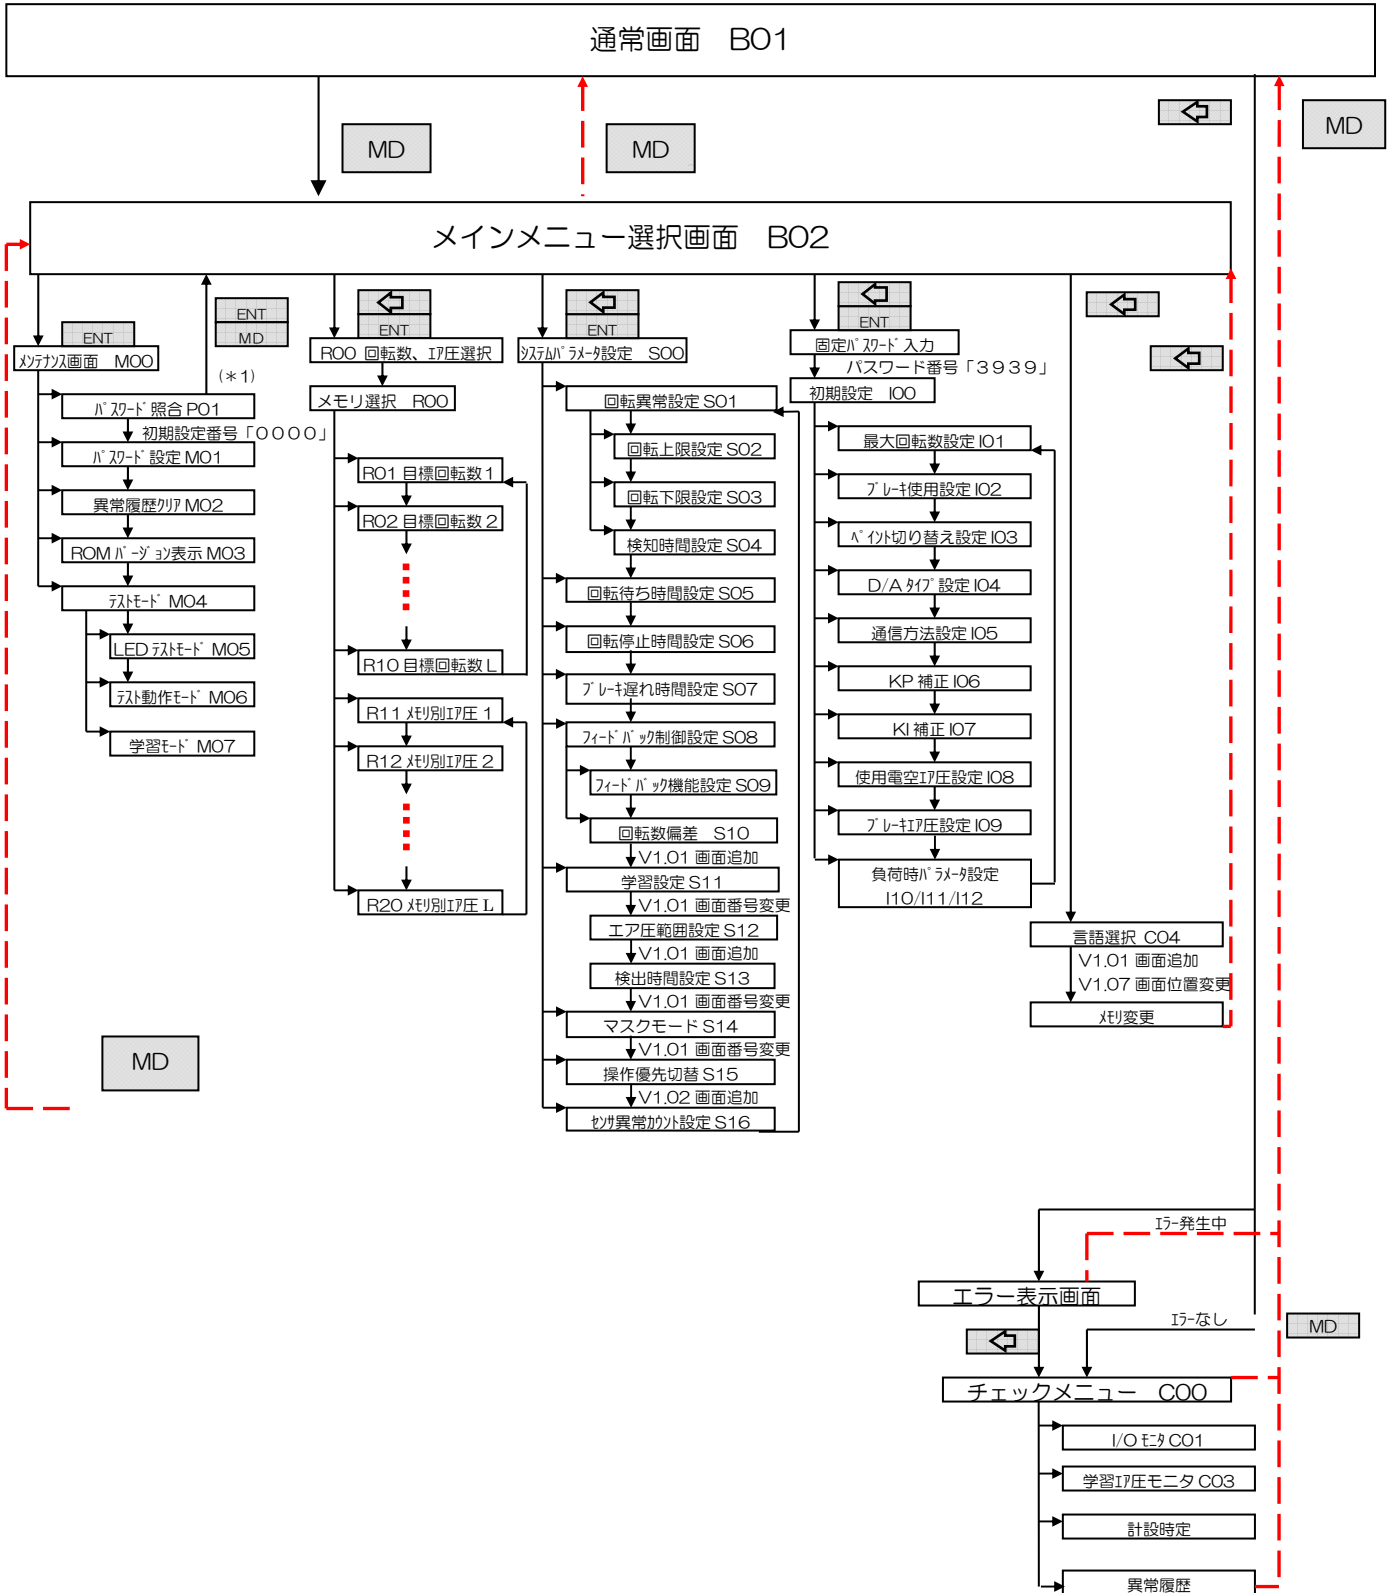 通常画面　B01
MD
MD
MD
メインメニュー選択画面　B02
ENT
ENT
MD
ENT
ENT
ENT
メンテナンス画面　M00
(＊1)
パスワード照合 P01
初期設定番号「0000」
パスワード設定 M01
異常履歴クリア M02
ROM バージョン表示 M03
テストモード M04
LED テストモード M05
テスト動作モード M06
学習モード M07
R00 回転数、エア圧選択
メモリ選択　R00
R01 目標回転数 1
R02 目標回転数 2
R10 目標回転数 L
R11 メモリ別エア圧 1
R12 メモリ別エア圧 2
R20 メモリ別エア圧 L
システムパラメータ設定　S00
回転異常設定 S01
回転上限設定 S02
回転下限設定 S03
検知時間設定 S04
回転待ち時間設定 S05
回転停止時間設定 S06
ブレーキ遅れ時間設定 S07
フィードバック制御設定 S08
フィードバック機能設定 S09
回転数偏差　S10
V1.01 画面追加
学習設定 S11
V1.01 画面番号変更
エア圧範囲設定 S12
V1.01 画面追加
検出時間設定 S13
V1.01 画面番号変更
マスクモード S14
V1.01 画面番号変更
操作優先切替 S15
V1.02 画面追加
センサ異常カウント設定 S16
固定パスワード入力
パスワード番号「3939」
初期設定　I00
最大回転数設定 I01
ブレーキ使用設定 I02
ペイント切り替え設定 I03
D/A タイプ設定 I04
通信方法設定 I05
KP 補正 I06
KI 補正 I07
使用電空エア圧設定 I08
ブレーキエア圧設定 I09
負荷時パラメータ設定
I10/I11/I12
言語選択 C04
V1.01 画面追加
V1.07 画面位置変更
メモリ変更
MD
エラー発生中
エラー表示画面
エラーなし
MD
チェックメニュー　C00
I/O モニタ C01
学習エア圧モニタ C03
計設時定
異常履歴